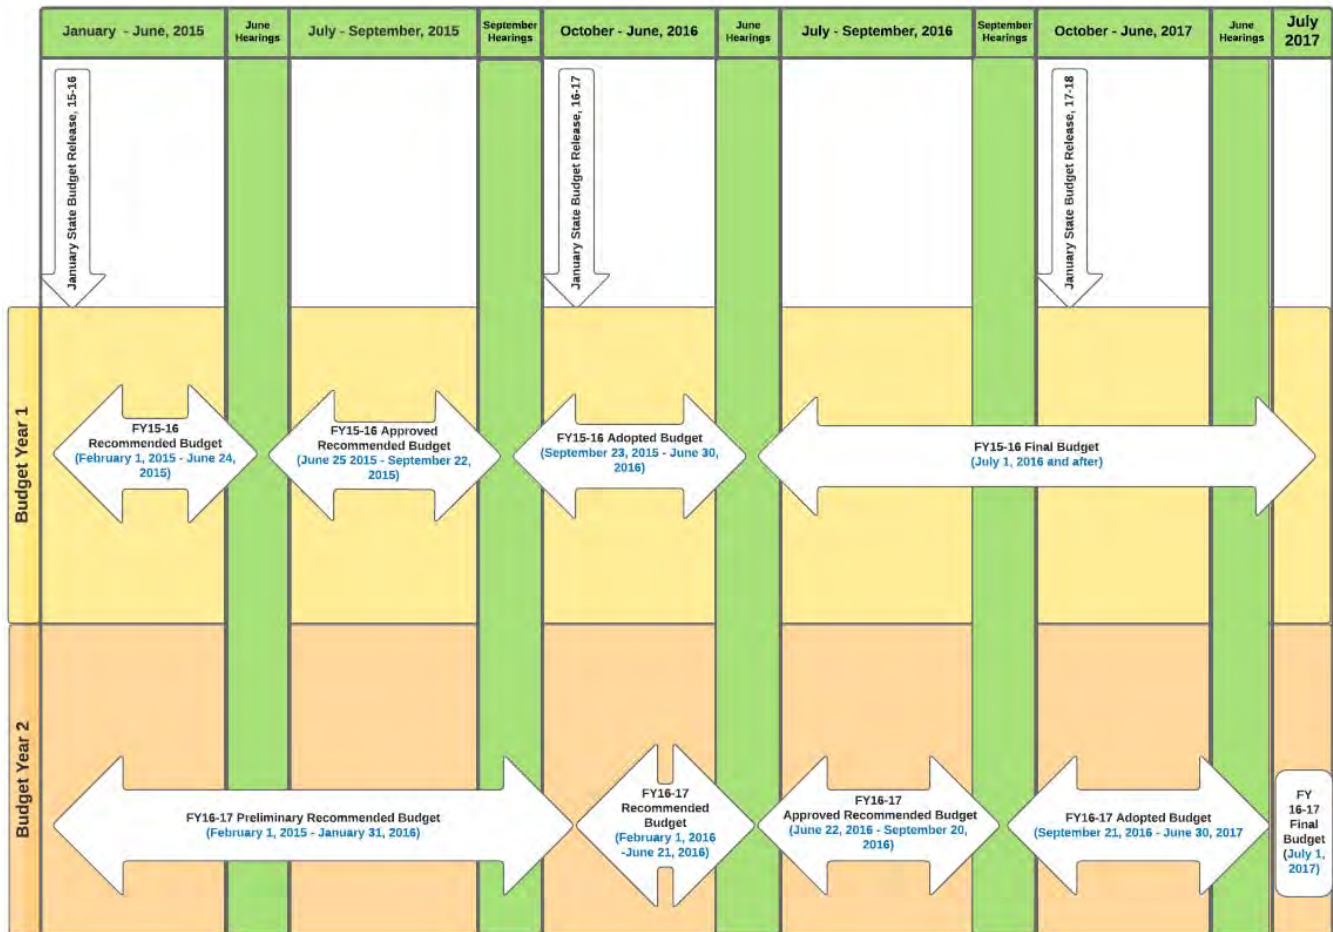 January - June, 2015
June
Hearings
July - September, 2015
September
Hearings
October - June, 2016
June
Hearings
July - September, 2016
September
Hearings
October - June, 2017
June
Hearings
July
2017
January State Budget Release, 15-16
January State Budget Release, 16-17
January State Budget Release, 17-18
Budget Year 1
FY15-16
Recommended Budget
(February 1, 2015 - June 24,
2015)
FY15-16 Approved
Recommended Budget
(June 25 2015 - September 22,
2015)
FY15-16 Adopted Budget
(September 23, 2015 - June 30,
2016)
FY15-16 Final Budget
(July 1, 2016 and after)
Budget Year 2
FY16-17 Preliminary Recommended Budget
(February 1, 2015 - January 31, 2016)
FY16-17
Recommended
Budget
(February 1, 2016
-June 21, 2016)
FY16-17
Approved Recommended Budget
(June 22, 2016 - September 20,
2016)
FY16-17 Adopted Budget
(September 21, 2016 - June 30, 2017
FY
16-17
Final
Budget
(July 1,
2017)